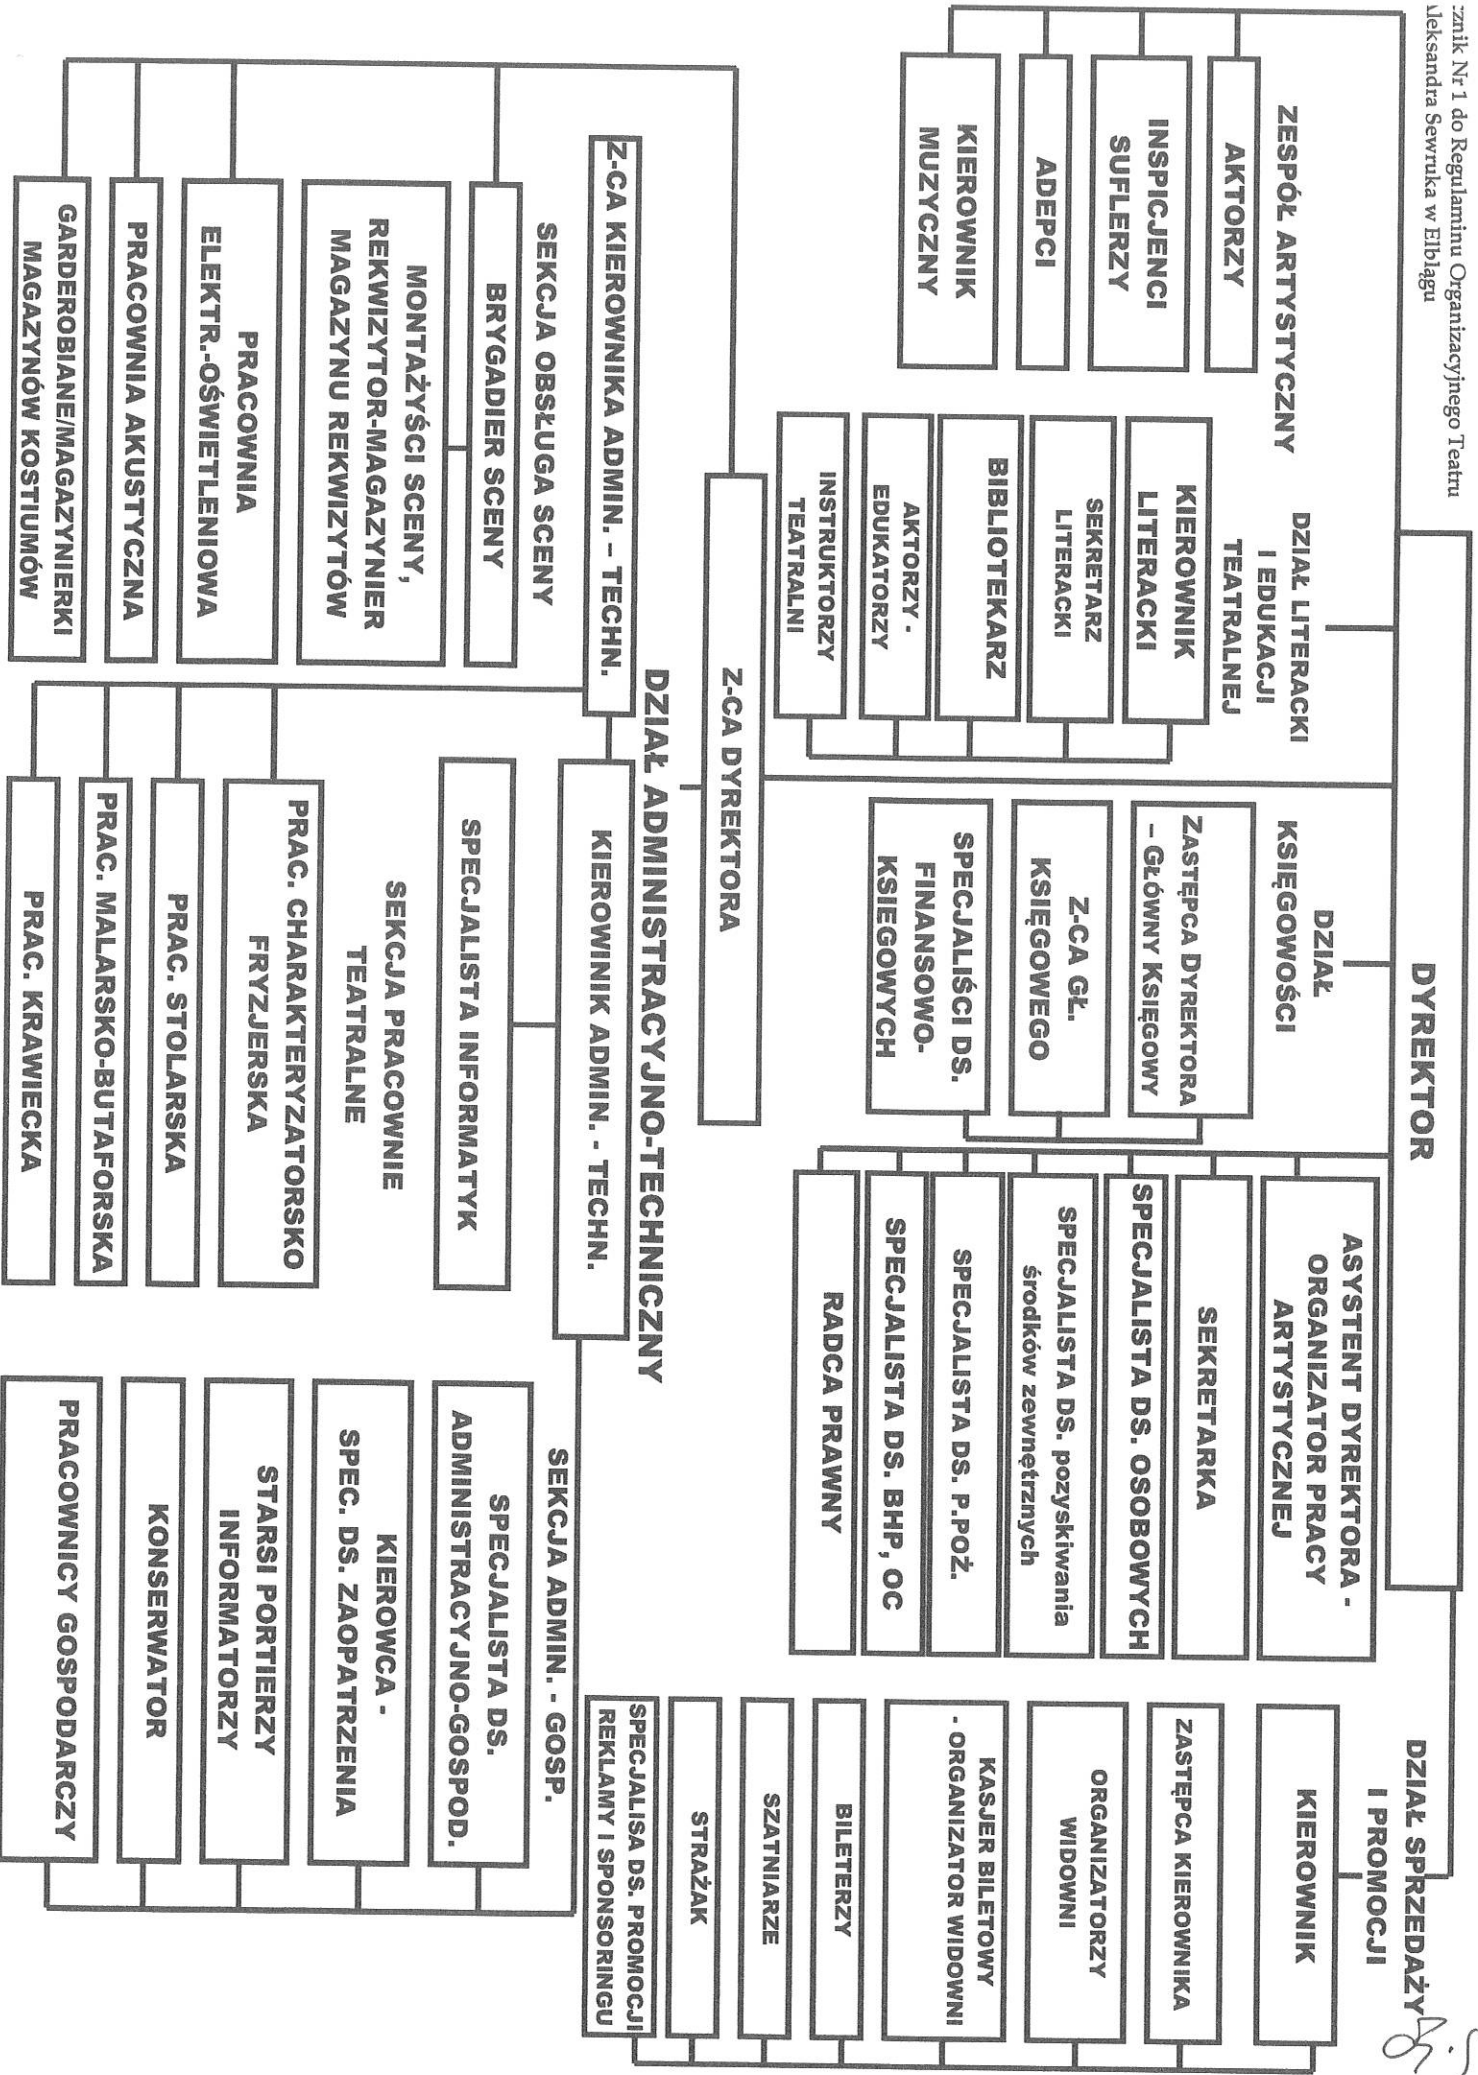 znik Nr 1 do Regulaminu Organizacyjnego Teatru
Aleksandra Sewruka w Elblągu
DYREKTOR
ZESPÓŁ ARTYSTYCZNY
AKTORZY
INSPICJENCI
SUFLERZY
ADEPCI
KIEROWNIK
MUZYCZNY
DZIAŁ LITERACKI
I EDUKACJI
TEATRALNEJ
KIEROWNIK
LITERACKI
SEKRETARZ
LITERACKI
BIBLIOTEKARZ
AKTORZY -
EDUKATORZY
INSTRUKTORZY
TEATRALNI
DZIAŁ
KSIĘGOWOŚCI
ZASTĘPCA DYREKTORA
– GŁÓWNY KSIĘGOWY
Z-CA GŁ.
KSIĘGOWEGO
SPECJALIŚCI DS.
FINANSOWO-
KSIEGOWYCH
ASYSTENT DYREKTORA -
ORGANIZATOR PRACY
ARTYSTYCZNEJ
SEKRETARKA
SPECJALISTA DS. OSOBOWYCH
SPECJALISTA DS. pozyskiwania
środków zewnętrznych
SPECJALISTA DS. P.POŻ.
SPECJALISTA DS. BHP, OC
RADCA PRAWNY
DZIAŁ SPRZEDAŻY
I PROMOCJI
KIEROWNIK
ZASTĘPCA KIEROWNIKA
ORGANIZATORZY
WIDOWNI
KASJER BILETOWY
- ORGANIZATOR WIDOWNI
BILETERZY
SZATNIARZE
STRAŻAK
SPECJALISA DS. PROMOCJI
REKLAMY I SPONSORINGU
Z-CA DYREKTORA
DZIAŁ ADMINISTRACYJNO-TECHNICZNY
Z-CA KIEROWNIKA ADMIN. – TECHN.
KIEROWINIK ADMIN. - TECHN.
SEKCJA OBSŁUGA SCENY
BRYGADIER SCENY
MONTAŻYŚCI SCENY,
REKWIZYTOR-MAGAZYNIER
MAGAZYNU REKWIZYTÓW
PRACOWNIA
ELEKTR.-OŚWIETLENIOWA
PRACOWNIA AKUSTYCZNA
GARDEROBIANE/MAGAZYNIERKI
MAGAZYNÓW KOSTIUMÓW
SPECJALISTA INFORMATYK
SEKCJA PRACOWNIE
TEATRALNE
PRAC. CHARAKTERYZATORSKO
FRYZJERSKA
PRAC. STOLARSKA
PRAC. MALARSKO-BUTAFORSKA
PRAC. KRAWIECKA
SEKCJA ADMIN. - GOSP.
SPECJALISTA DS.
ADMINISTRACYJNO-GOSPOD.
KIEROWCA -
SPEC. DS. ZAOPATRZENIA
STARSI PORTIERZY
INFORMATORZY
KONSERWATOR
PRACOWNICY GOSPODARCZY